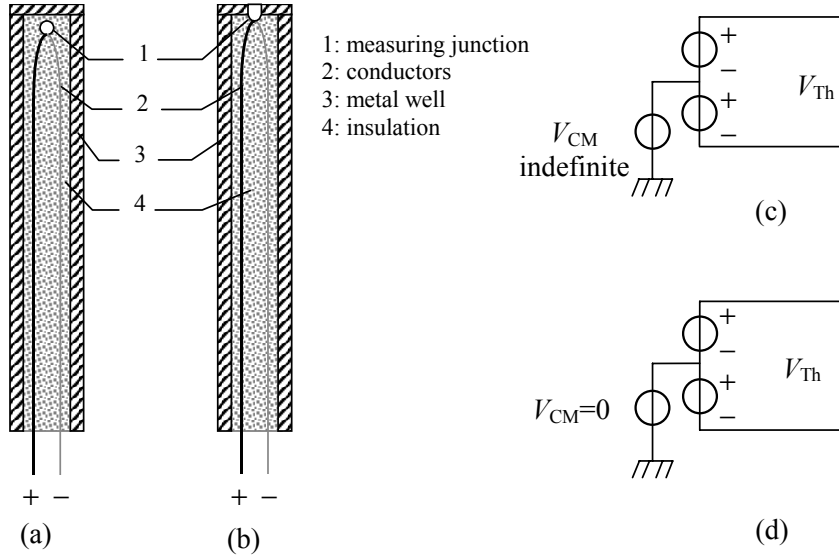 1
2
3
4
+ −
(a)
+ −
(b)
1: measuring junction
2: conductors
3: metal well
4: insulation
+
−
+
−
V_Th
V_CM
indefinite
(c)
+
−
+
−
V_Th
V_CM=0
(d)